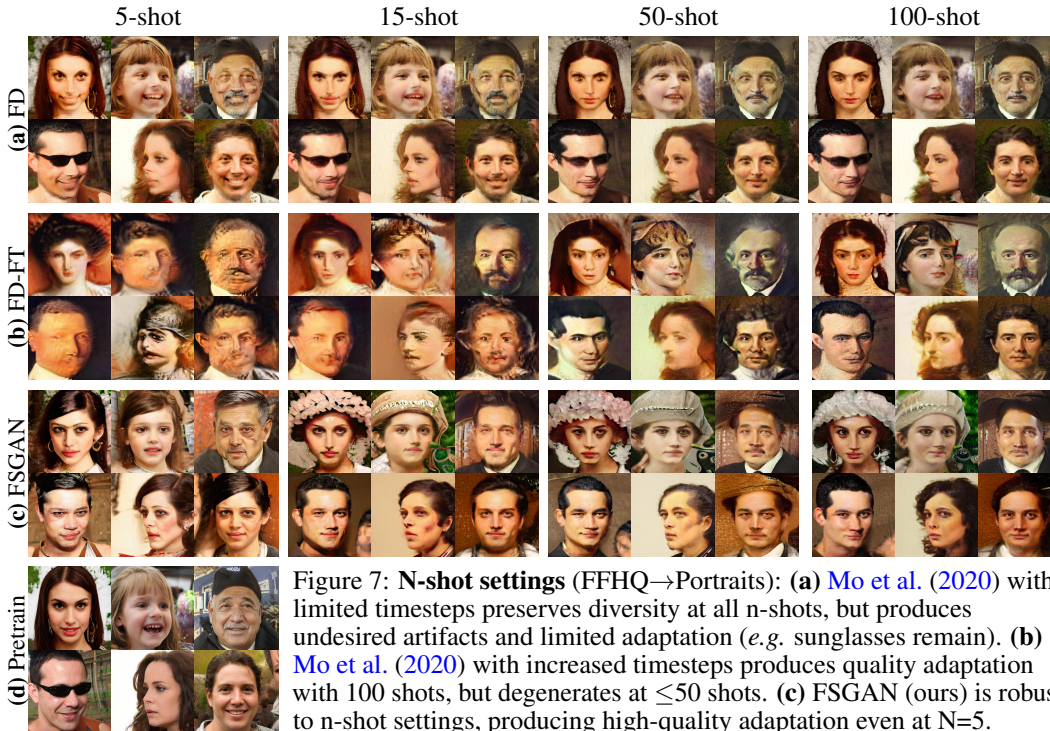 5-shot 15-shot 50-shot 100-shot
(a) FD
(b) FD-FT
(c) FSGAN
(d) Pretrain
Figure 7: N-shot settings (FFHQ→Portraits): (a) Mo et al. (2020) with
limited timesteps preserves diversity at all n-shots, but produces
undesired artifacts and limited adaptation (e.g. sunglasses remain). (b)
Mo et al. (2020) with increased timesteps produces quality adaptation
with 100 shots, but degenerates at ≤50 shots. (c) FSGAN (ours) is robus
to n-shot settings, producing high-quality adaptation even at N=5.